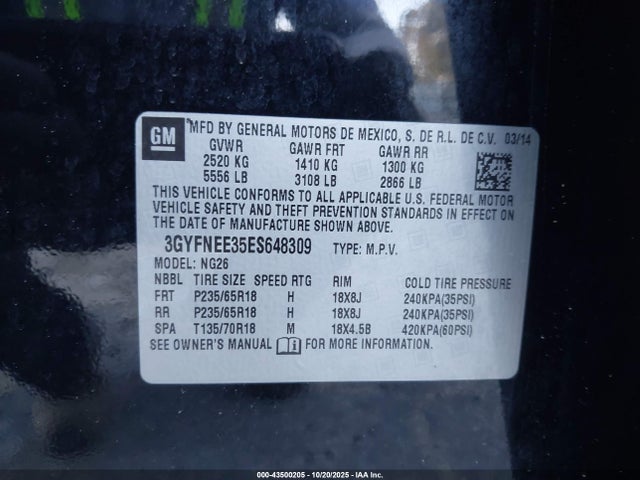 GM
MFD BY GENERAL MOTORS DE MEXICO, S. DE R.L. DE C.V. 03/14
GVWR GAWR FRT GAWR RR
2520 KG 1410 KG 1300 KG
5556 LB 3108 LB 2866 LB
THIS VEHICLE CONFORMS TO ALL APPLICABLE U.S. FEDERAL MOTOR
VEHICLE SAFETY AND THEFT PREVENTION STANDARDS IN EFFECT ON
THE DATE OF MANUFACTURE SHOWN ABOVE.
3GYFNEE35ES648309 TYPE: M.P.V.
MODEL: NG26
NBBL TIRE SIZE SPEED RTG RIM COLD TIRE PRESSURE
FRT P235/65R18 H 18X8J 240KPA(35PSI)
RR P235/65R18 H 18X8J 240KPA(35PSI)
SPA T135/70R18 M 18X4.5B 420KPA(60PSI)
SEE OWNER'S MANUAL FOR MORE INFORMATION.
000-43500205 - 10/20/2025 - IAA Inc.